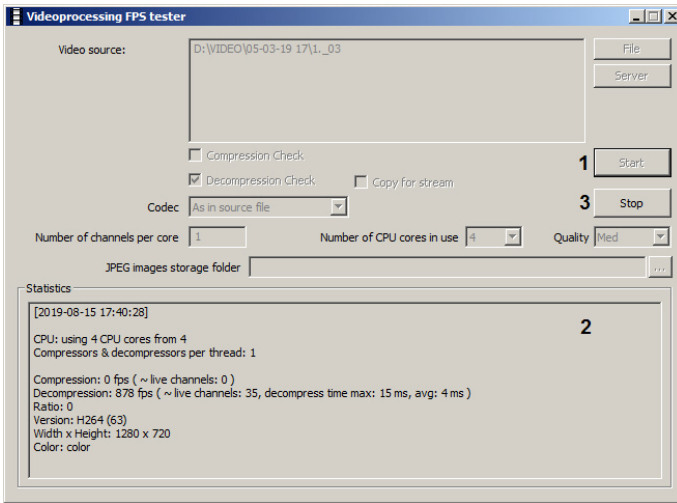 Videoprocessing FPS tester
Video source:
D:\VIDEO\05-03-19 17\1._03
File
Server
Compression Check
1
Start
Decompression Check
Copy for stream
Codec
As in source file
3
Stop
Number of channels per core
1
Number of CPU cores in use
4
Quality
Med
JPEG images storage folder
...
Statistics
[2019-08-15 17:40:28]
2
CPU: using 4 CPU cores from 4
Compressors & decompressors per thread: 1
Compression: 0 fps ( ~ live channels: 0 )
Decompression: 878 fps ( ~ live channels: 35, decompress time max: 15 ms, avg: 4 ms )
Ratio: 0
Version: H264 (63)
Width x Height: 1280 x 720
Color: color